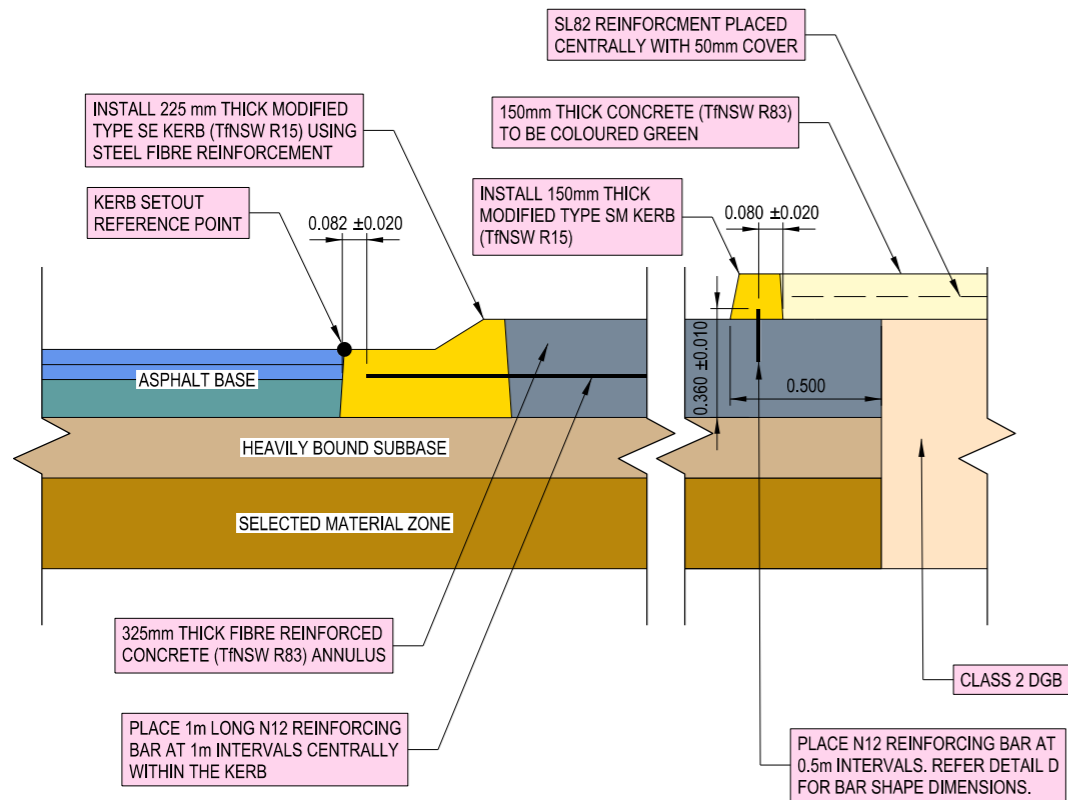 SL82 REINFORCMENT PLACED
CENTRALLY WITH 50mm COVER
INSTALL 225 mm THICK MODIFIED
TYPE SE KERB (TfNSW R15) USING
STEEL FIBRE REINFORCEMENT
150mm THICK CONCRETE (TfNSW R83)
TO BE COLOURED GREEN
KERB SETOUT
REFERENCE POINT
INSTALL 150mm THICK
MODIFIED TYPE SM KERB
(TfNSW R15)
0.082 ±0.020
0.080 ±0.020
0.360 ±0.010
0.500
ASPHALT BASE
HEAVILY BOUND SUBBASE
SELECTED MATERIAL ZONE
325mm THICK FIBRE REINFORCED
CONCRETE (TfNSW R83) ANNULUS
CLASS 2 DGB
PLACE 1m LONG N12 REINFORCING
BAR AT 1m INTERVALS CENTRALLY
WITHIN THE KERB
PLACE N12 REINFORCING BAR AT
0.5m INTERVALS. REFER DETAIL D
FOR BAR SHAPE DIMENSIONS.